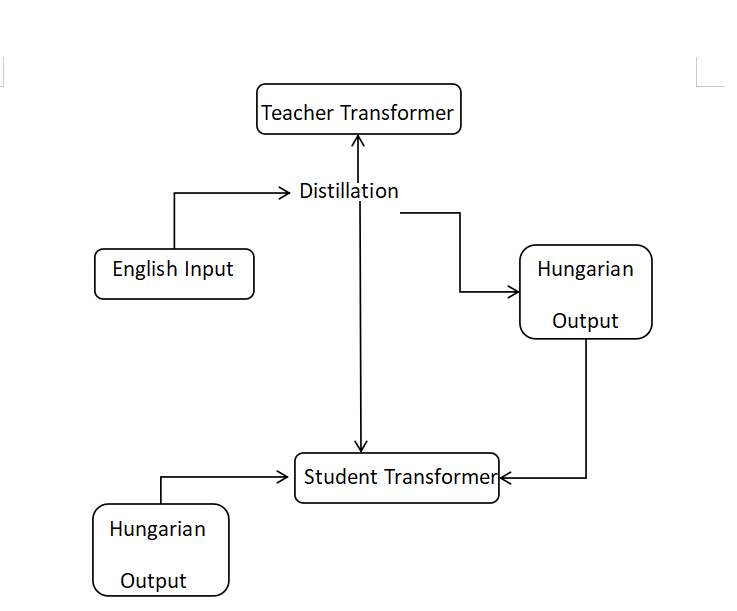 Teacher Transformer
Distillation
English Input
Hungarian
Output
Student Transformer
Hungarian
Output